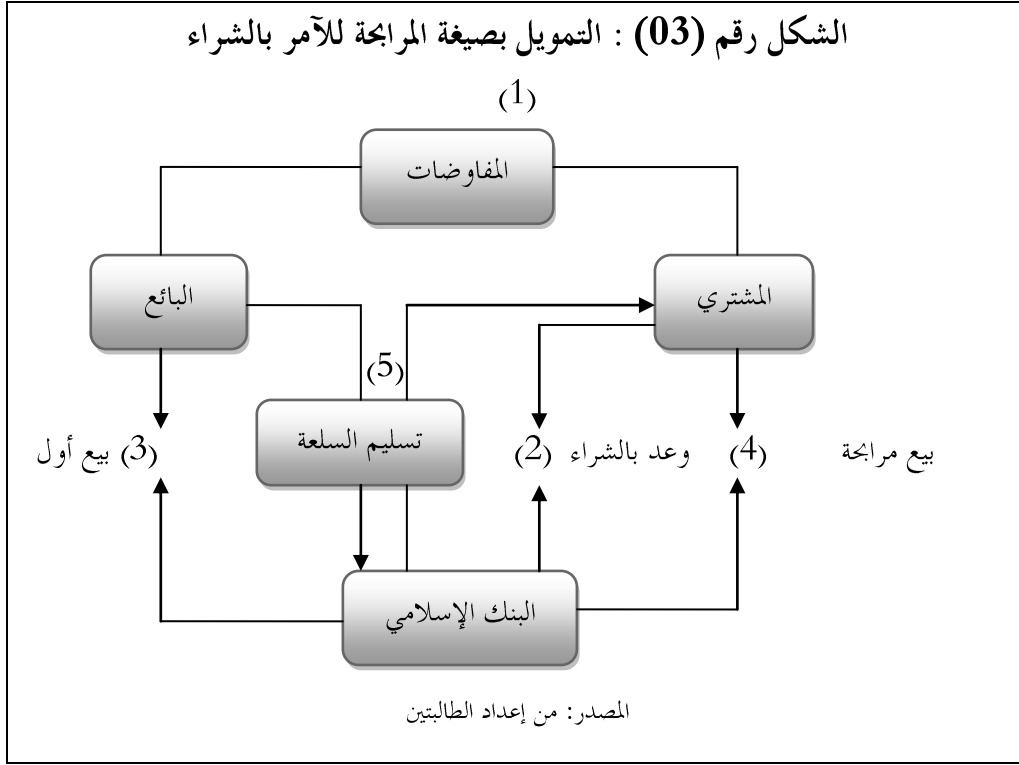 الشكل رقم (03) : التمويل بصيغة المرابحة للآمر بالشراء
(1)
المفاوضات
المشتري
البائع
(5)
تسليم السلعة
بيع مرابحة
(4)
وعد بالشراء (2)
(3) بيع أول
البنك الإسلامي
المصدر: من إعداد الطالبتين